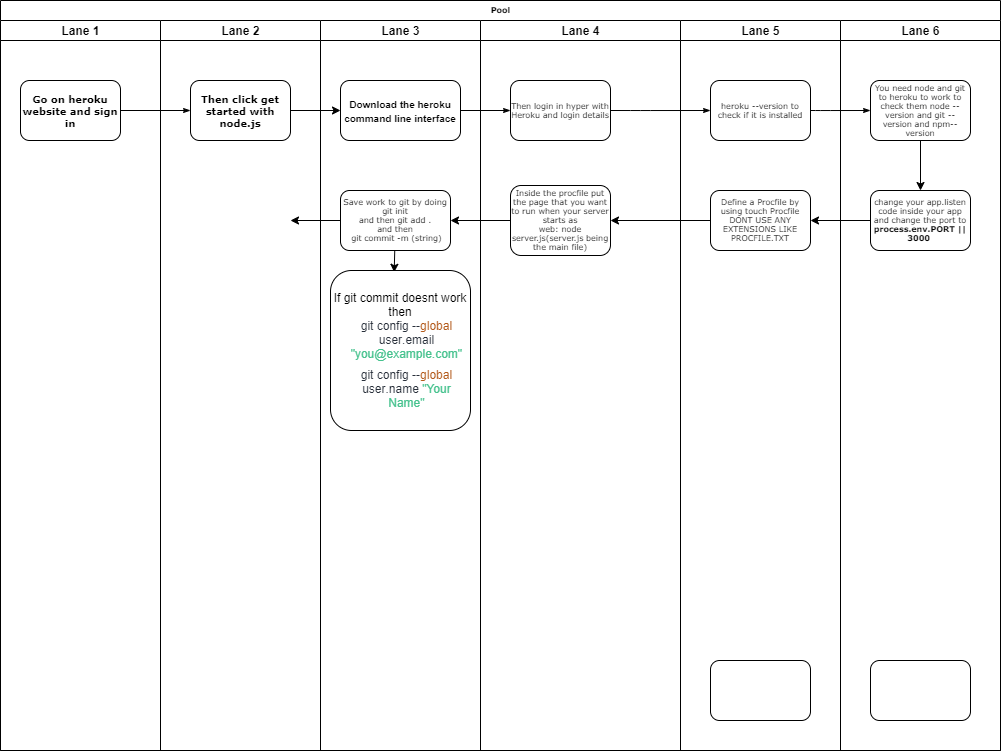 Pool
Lane 1
Lane 2
Lane 3
Lane 4
Lane 5
Lane 6
Go on heroku
website and sign
in
Then click get
started with
node.js
Download the heroku
command line interface
Then login in hyper with
Heroku and login details
heroku --version to
check if it is installed
You need node and git
to heroku to work to
check them node --
version and git --
version and npm--
version
Save work to git by doing
git init
and then git add .
and then
git commit -m (string)
Inside the procfile put
the page that you want
to run when your server
starts as
web: node
server.js(server.js being
the main file)
Define a Procfile by
using touch Procfile
DONT USE ANY
EXTENSIONS LIKE
PROCFILE.TXT
change your app.listen
code inside your app
and change the port to
process.env.PORT ||
3000
If git commit doesnt work
then
git config --global
user.email
"you@example.com"
git config --global
user.name "Your
Name"